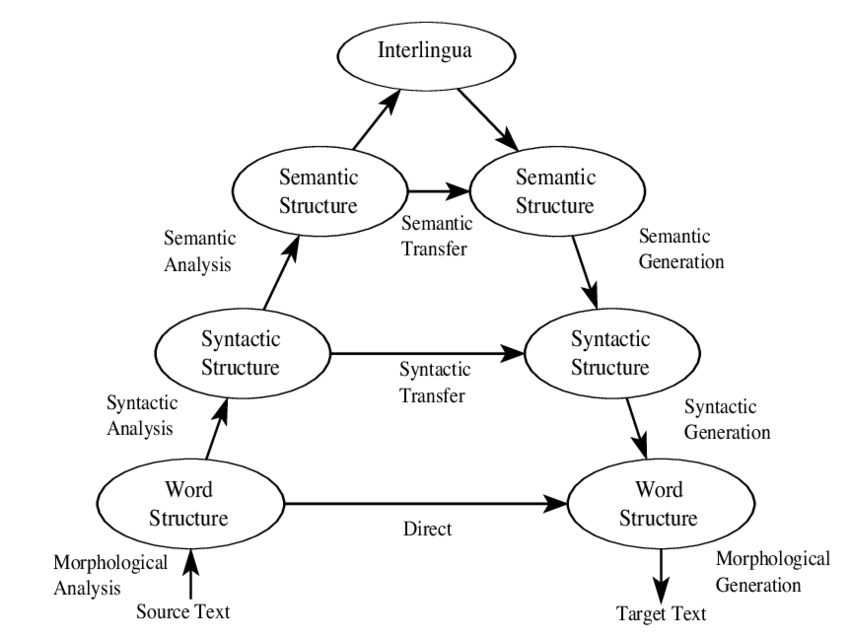 Interlingua
Semantic
Structure
Semantic
Structure
Semantic
Transfer
Semantic
Analysis
Semantic
Generation
Syntactic
Structure
Syntactic
Structure
Syntactic
Transfer
Syntactic
Analysis
Syntactic
Generation
Word
Structure
Word
Structure
Direct
Morphological
Analysis
Morphological
Generation
Source Text
Target Text